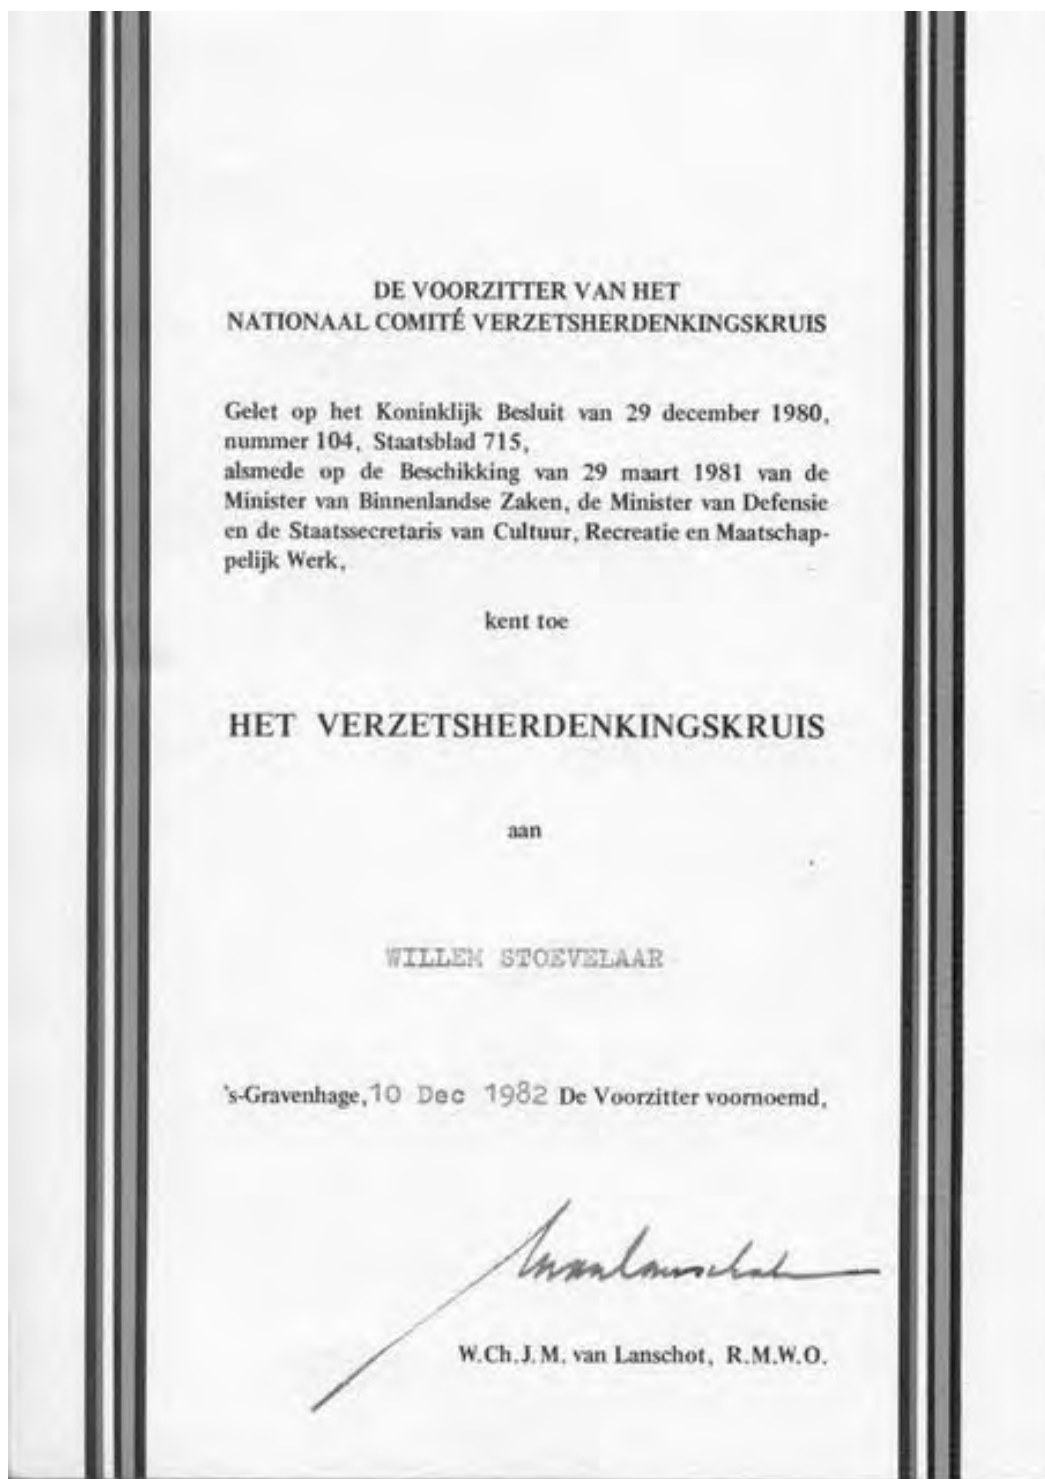 DE VOORZITTER VAN HET
NATIONAAL COMITÉ VERZETSHERDENKINGSKRUIS
Gelet op het Koninklijk Besluit van 29 december 1980,
nummer 104, Staatsblad 715,
alsmede op de Beschikking van 29 maart 1981 van de
Minister van Binnenlandse Zaken, de Minister van Defensie
en de Staatssecretaris van Cultuur, Recreatie en Maatschap-
pelijk Werk,
kent toe
HET VERZETSHERDENKINGSKRUIS
aan
WILLEM STOEVELAAR
's-Gravenhage, 10 Dec 1982 De Voorzitter voornoemd,
W.Ch.J.M. van Lanschot, R.M.W.O.